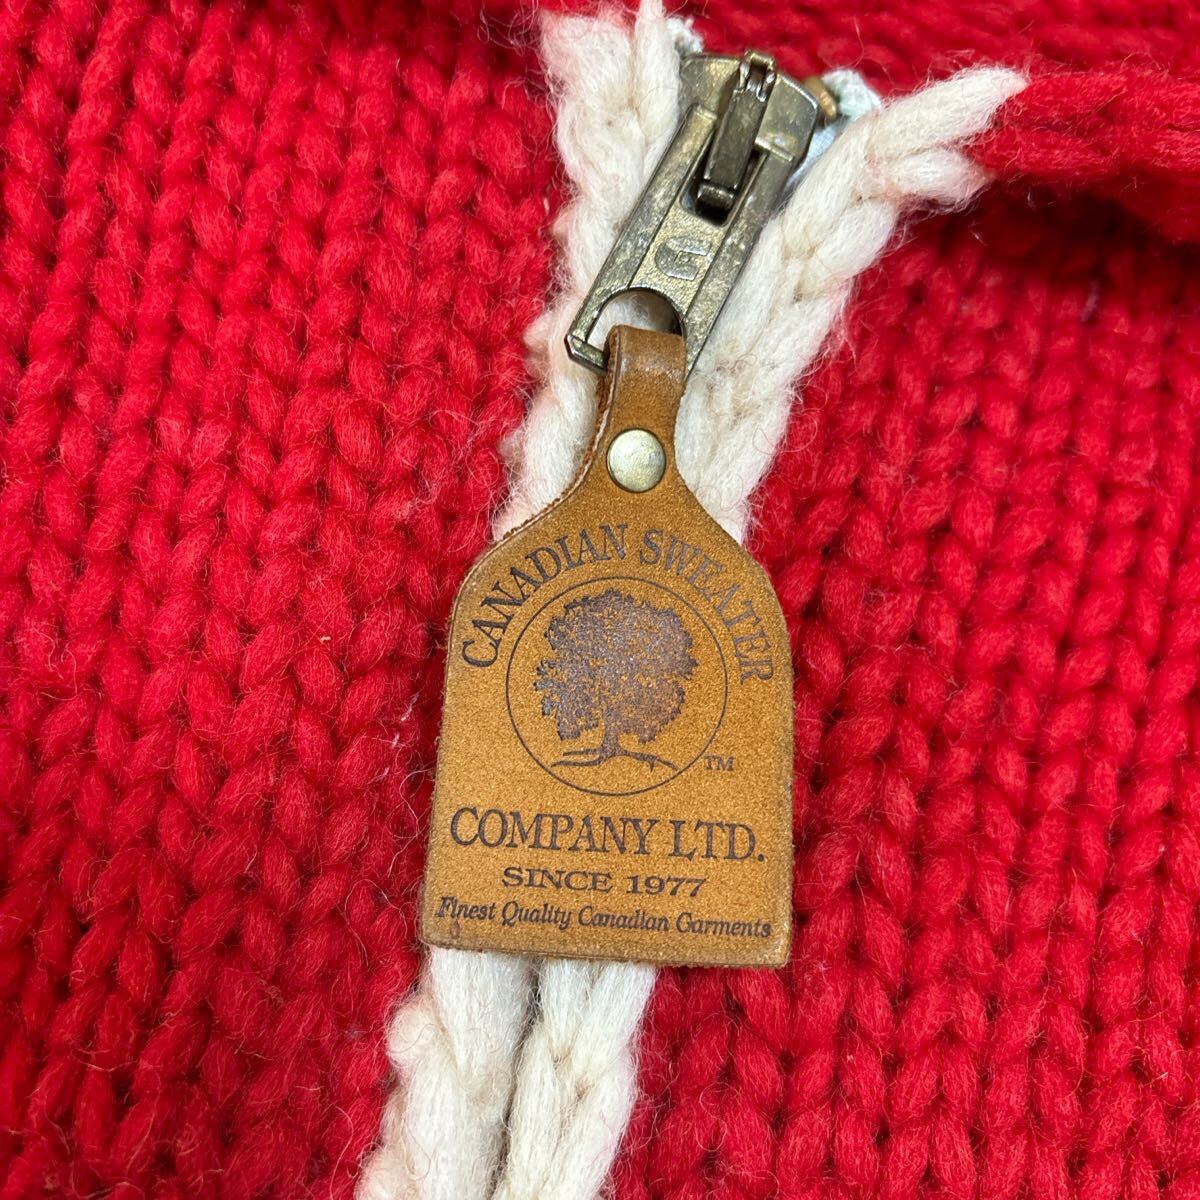 CANADIAN SWEATER
TM
COMPANY LTD.
SINCE 1977
Finest Quality Canadian Garments